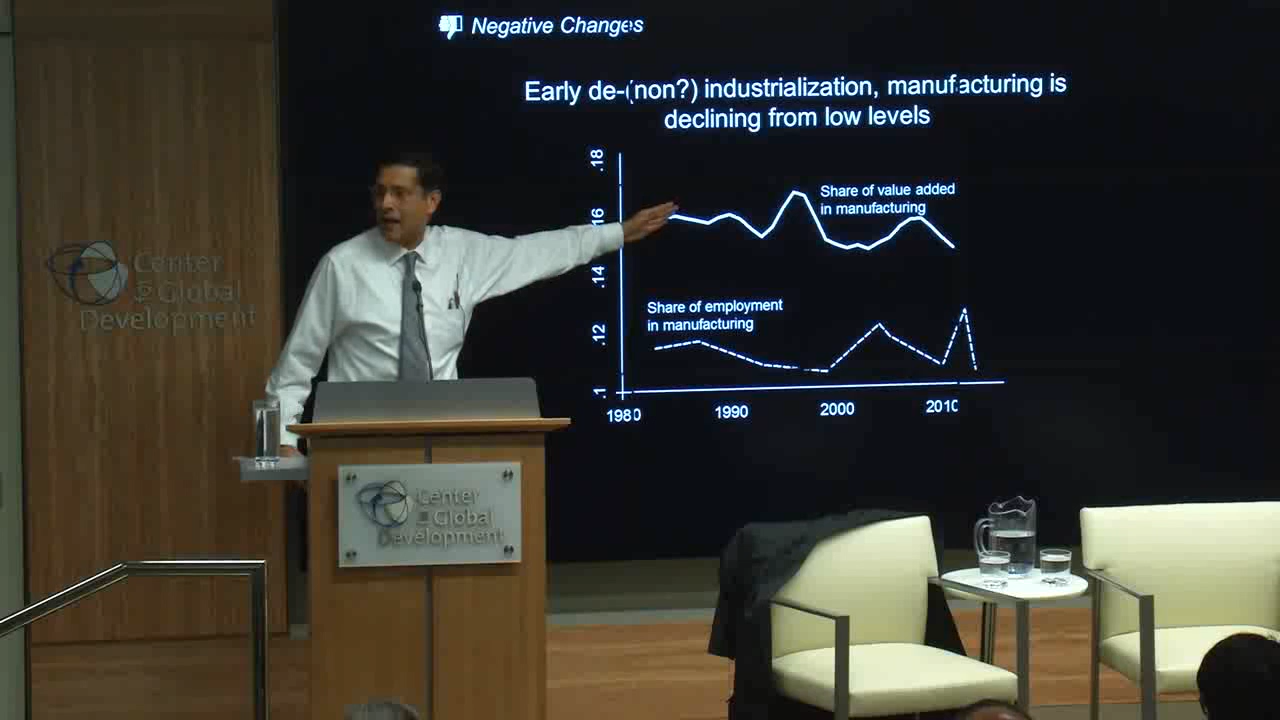 Negative Changes
Early de-(non?) industrialization, manufacturing is
declining from low levels
.18
Share of value added
in manufacturing
.16
.14
Share of employment
in manufacturing
.12
.1
1980 1990 2000 2010
Center
for Global
Development
Center
for Global
Development